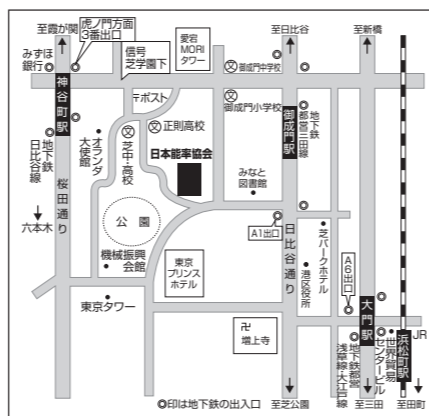 至霞が関
虎ノ門方面
3番出口
信号
芝学園下
愛宕
MORI
タワー
至日比谷
至新橋
みずほ
銀行
神谷町駅
〒ポスト
文 御成門中学校
文 正則高校
文
御成門小学校
御成門駅
地下鉄
都営三田線
地下鉄
日比谷線
オランダ
大使館
文
芝中・高校
日本能率協会
みなと
図書館
桜田通り
六本木
公園
A1出口
日比谷通り
芝パークホテル
港区役所
A6出口
機械振興
会館
東京
プリンス
ホテル
大門駅
東京タワー
卍
増上寺
地下鉄都営
浅草線・大江戸線
世界貿易
センタービル
浜松町駅
JR
◎印は地下鉄の出入口
至芝公園
至三田
至田町